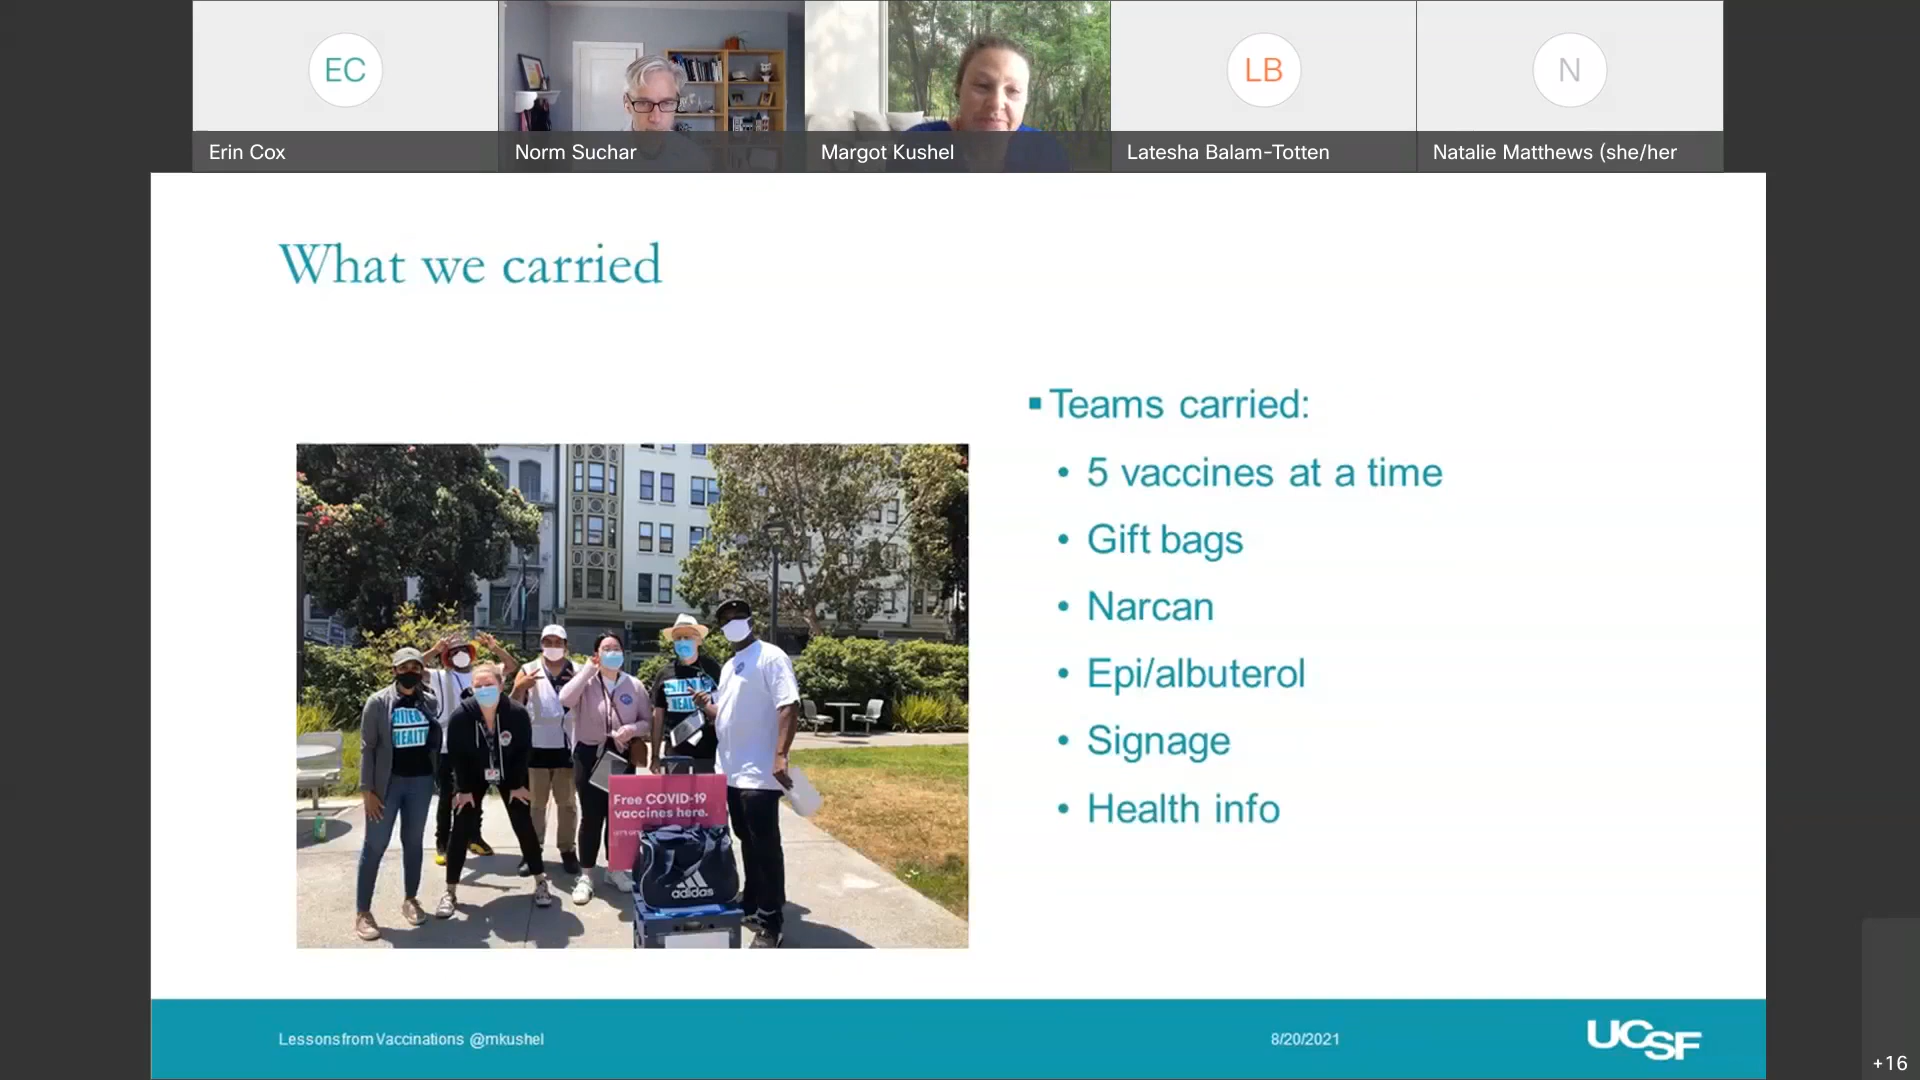 EC
LB
N
Erin Cox
Norm Suchar
Margot Kushel
Latesha Balam-Totten
Natalie Matthews (she/her
What we carried
Teams carried:
5 vaccines at a time
Gift bags
Narcan
Epi/albuterol
Signage
Health info
UNITED
HEALTH
Free COVID-19
vaccines here.
adidas
Lessons from Vaccinations @mkushel
8/20/2021
UCSF
+16